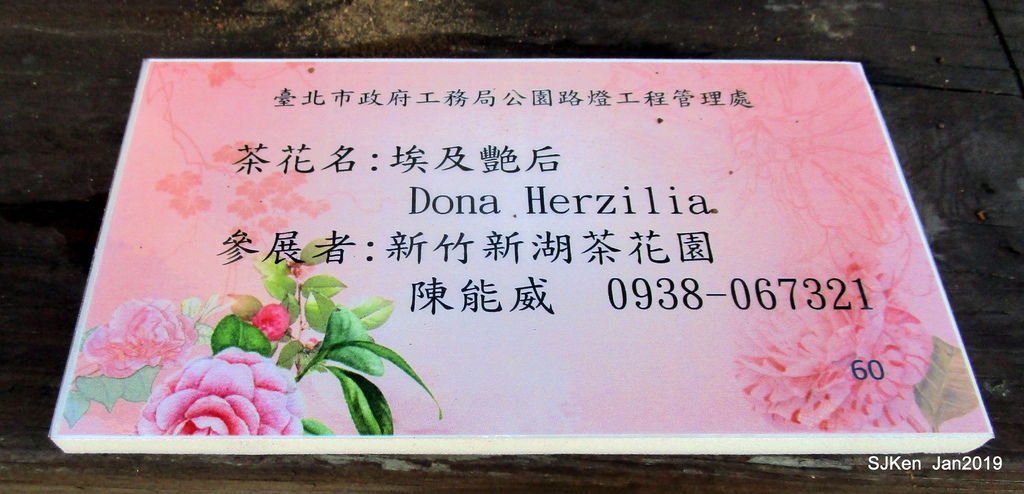 臺北市政府工務局公園路燈工程管理處
茶花名:埃及艷后
Dona Herzilia
參展者:新竹新湖茶花園
陳能威 0938-067321
60
SJKen Jan2019